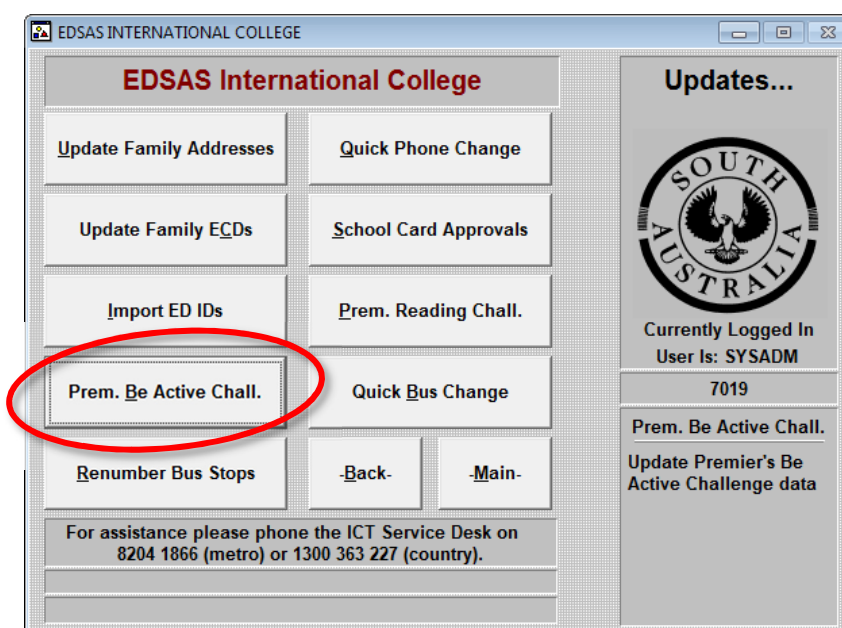 EDSAS INTERNATIONAL COLLEGE
EDSAS International College
Update Family Addresses
Quick Phone Change
Update Family ECDs
School Card Approvals
Import ED IDs
Prem. Reading Chall.
Prem. Be Active Chall.
Quick Bus Change
Renumber Bus Stops
-Back-
-Main-
For assistance please phone the ICT Service Desk on
8204 1866 (metro) or 1300 363 227 (country).
Updates...
SOUTH
AUSTRALIA
Currently Logged In
User Is: SYSADM
7019
Prem. Be Active Chall.
Update Premier's Be
Active Challenge data